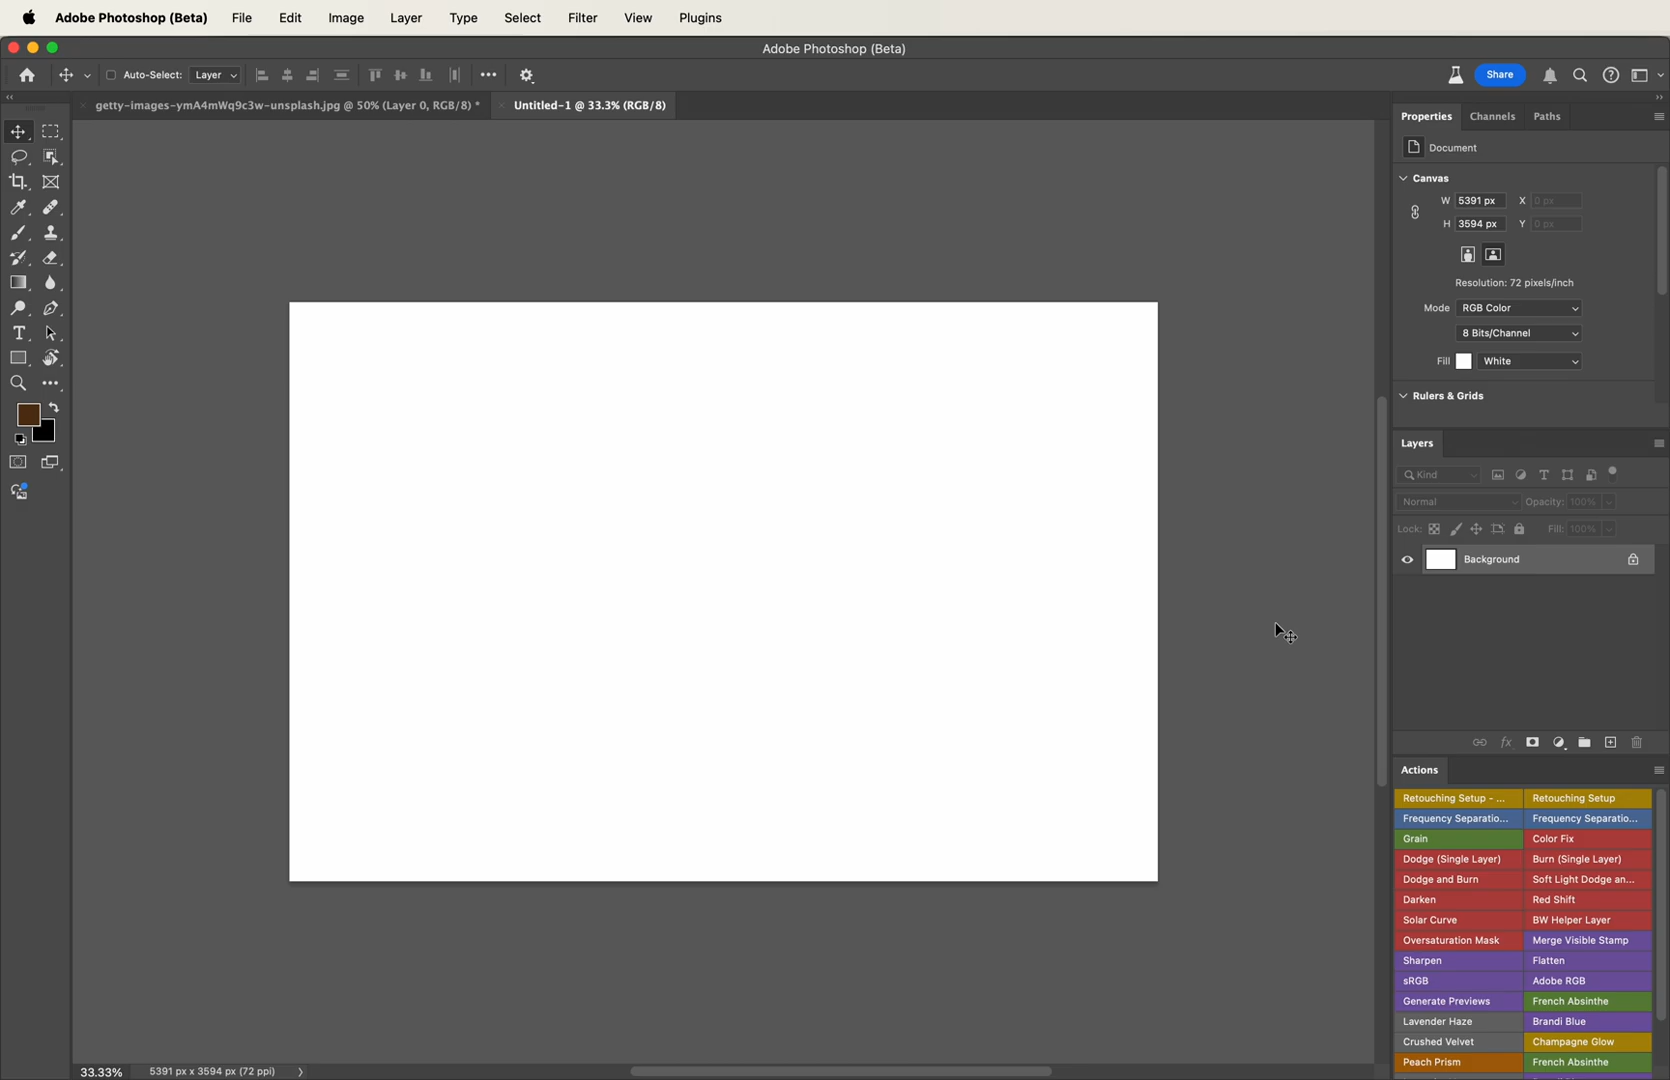 Adobe Photoshop (Beta) File Edit Image Layer Type Select Filter View Plugins
Adobe Photoshop (Beta)
Auto-Select: Layer Share
getty-images-ymA4mWq9c3w-unsplash.jpg @ 50% (Layer 0, RGB/8) * Untitled-1 @ 33.3% (RGB/8)
Properties Channels Paths
Document
Canvas
W 5391 px X 0 px
H 3594 px Y 0 px
Resolution: 72 pixels/inch
Mode RGB Color
8 Bits/Channel
Fill White
Rulers & Grids
Layers
Kind
Normal Opacity: 100%
Lock: Fill: 100%
Background
Actions
Retouching Setup - ... Retouching Setup
Frequency Separatio... Frequency Separatio...
Grain Color Fix
Dodge (Single Layer) Burn (Single Layer)
Dodge and Burn Soft Light Dodge an...
Darken Red Shift
Solar Curve BW Helper Layer
Oversaturation Mask Merge Visible Stamp
Sharpen Flatten
sRGB Adobe RGB
Generate Previews French Absinthe
Lavender Haze Brandi Blue
Crushed Velvet Champagne Glow
Peach Prism French Absinthe
33.33% 5391 px x 3594 px (72 ppi)